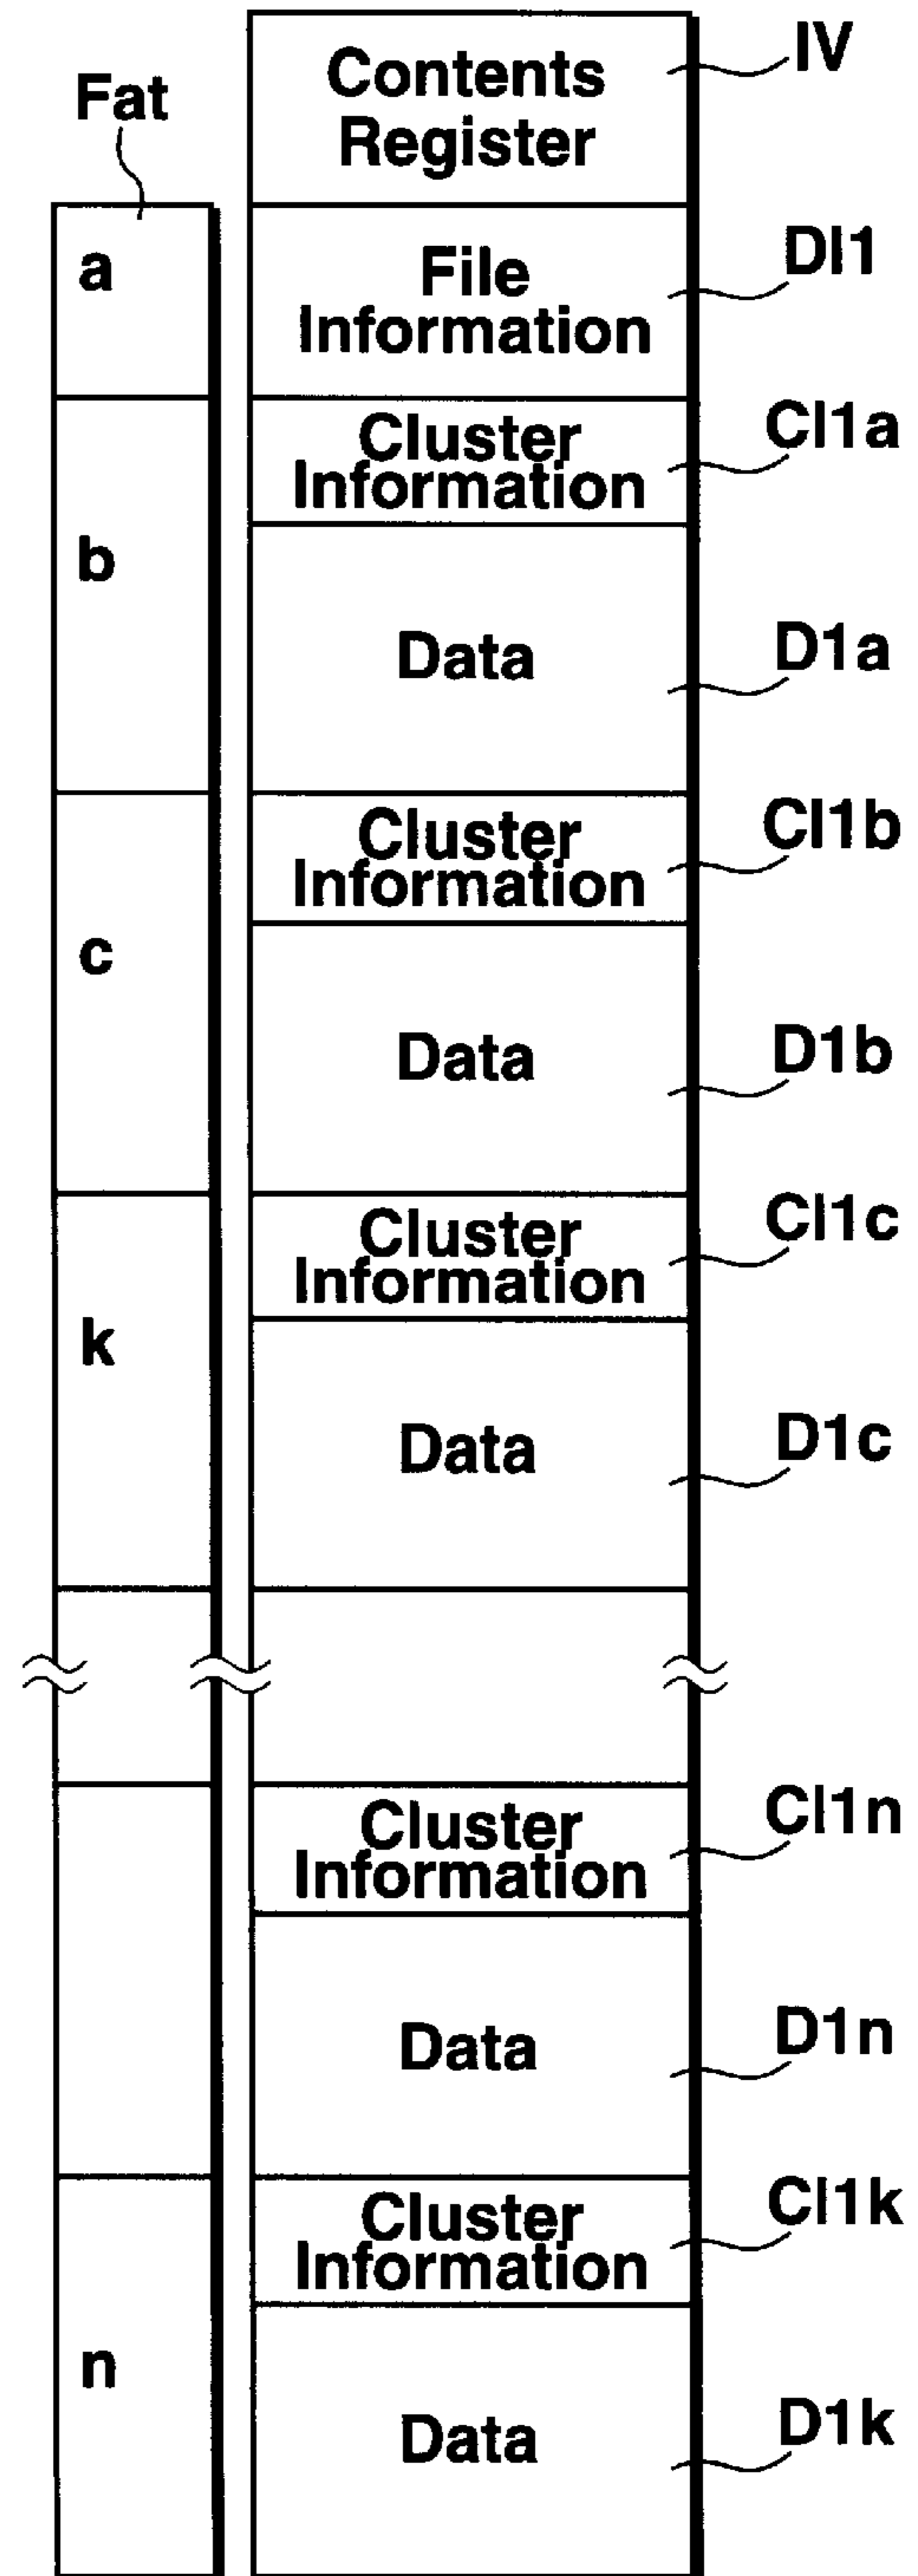 Contents
Register
IV
Fat
a
File
Information
DI1
Cluster
Information
CI1a
b
Data
D1a
Cluster
Information
CI1b
c
Data
D1b
Cluster
Information
CI1c
k
Data
D1c
Cluster
Information
CI1n
Data
D1n
Cluster
Information
CI1k
n
Data
D1k